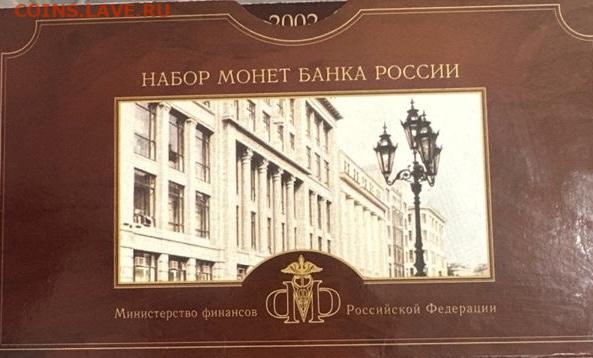 COINS.LAVE.RU
2002
НАБОР МОНЕТ БАНКА РОССИИ
Министерство финансов Российской Федерации